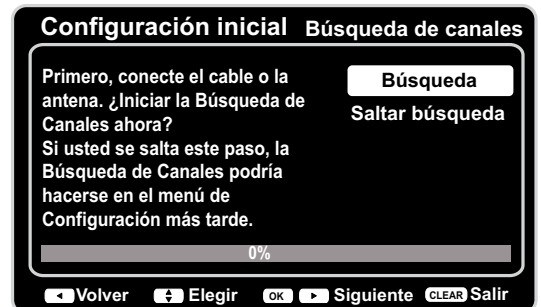 Configuración inicial Búsqueda de canales
Primero, conecte el cable o la
antena. ¿Iniciar la Búsqueda de
Canales ahora?
Si usted se salta este paso, la
Búsqueda de Canales podría
hacerse en el menú de
Configuración más tarde.
Búsqueda
Saltar búsqueda
0%
Volver Elegir OK Siguiente CLEAR Salir